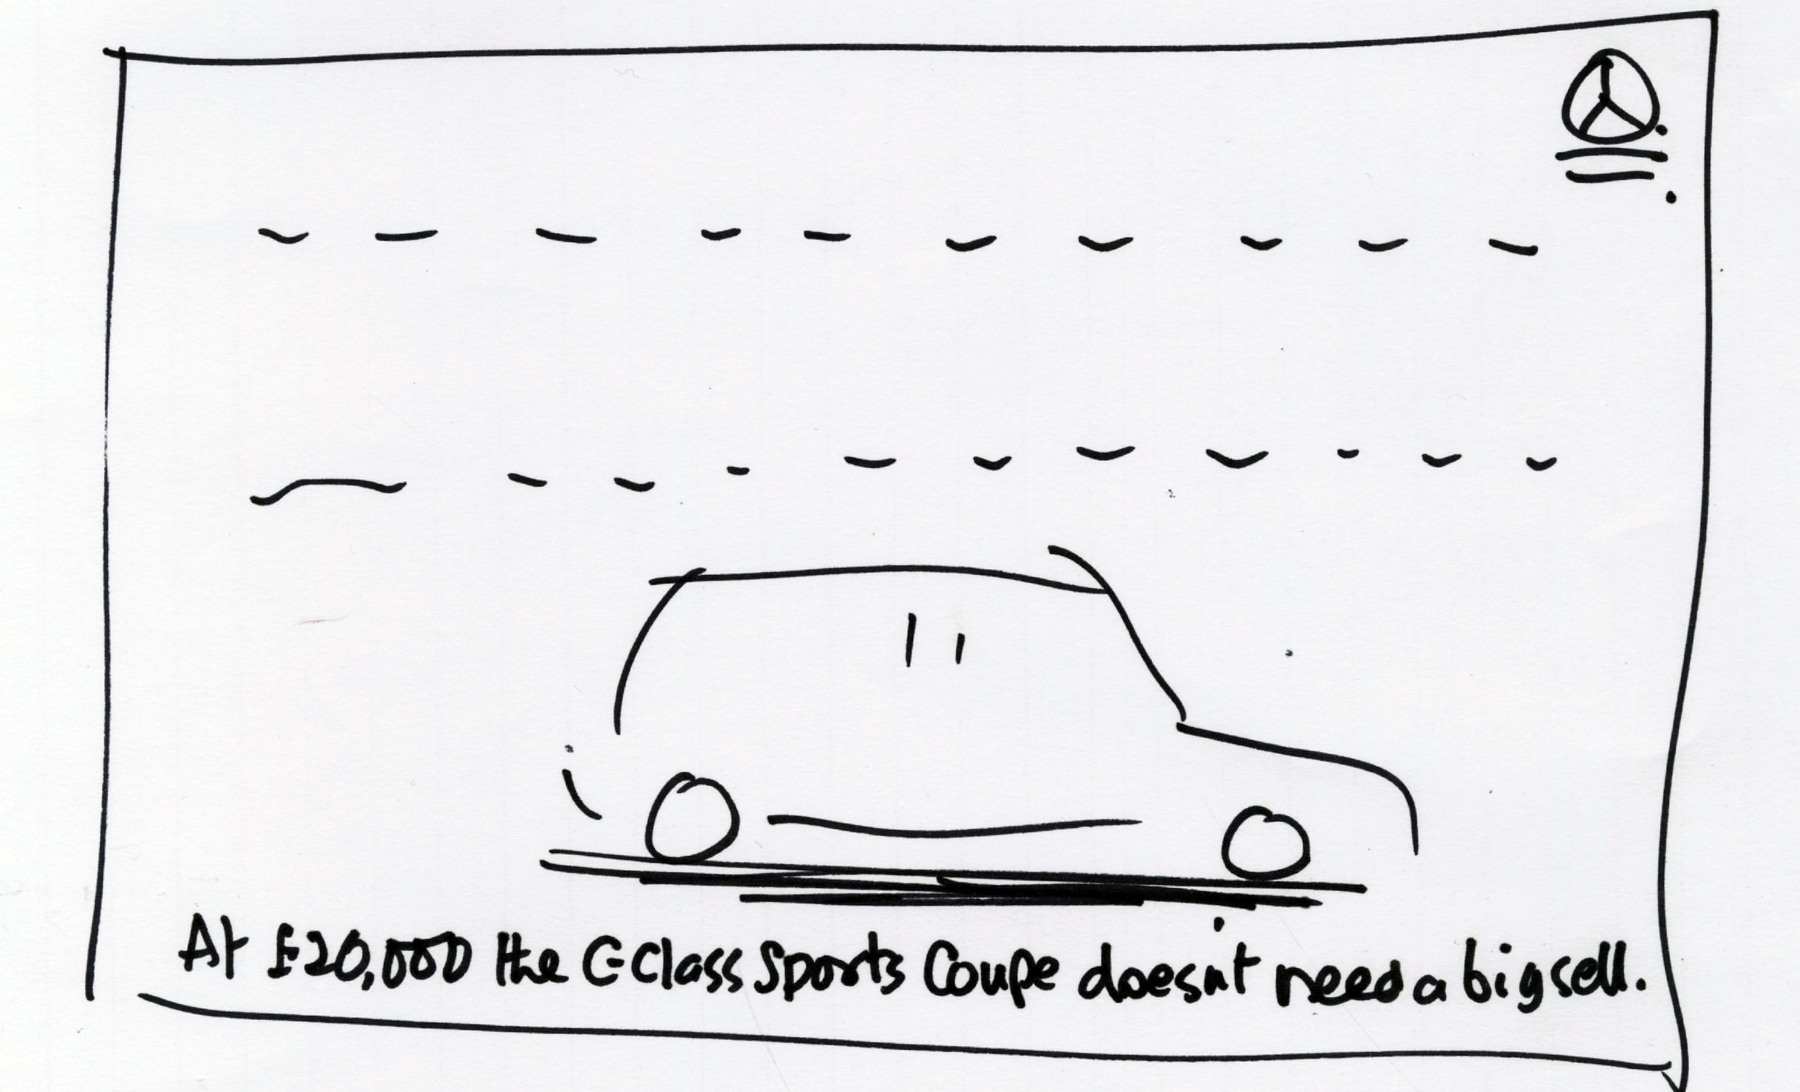 At £20,000 the C-Class Sports Coupe doesn't need a big sell.